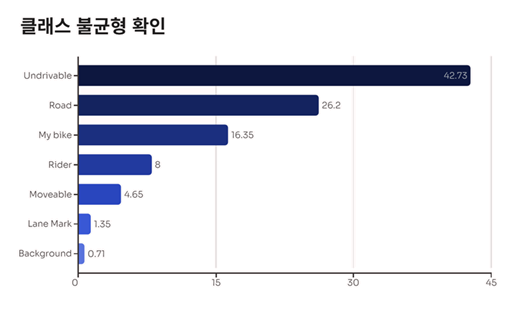 클래스 불균형 확인
Undrivable 42.73
Road 26.2
My bike 16.35
Rider 8
Moveable 4.65
Lane Mark 1.35
Background 0.71
0 15 30 45